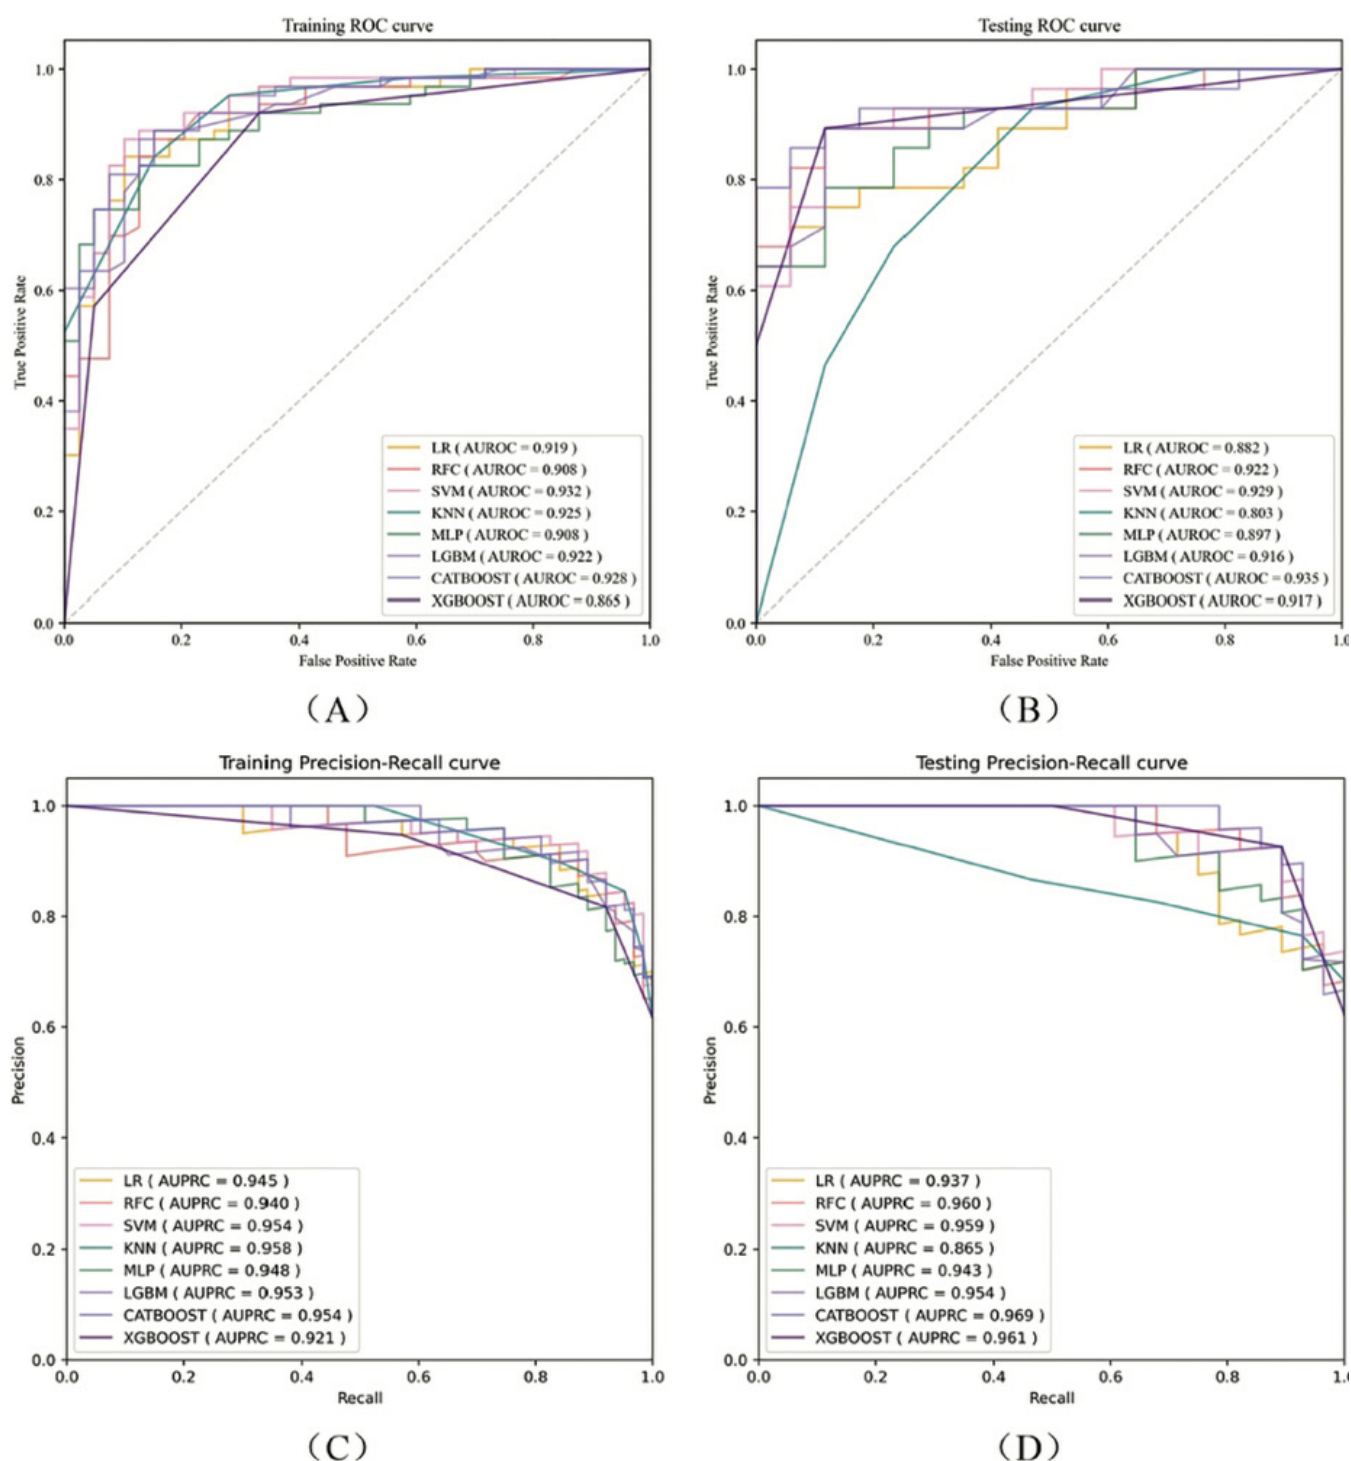 Training ROC curve
1.0
0.8
0.6
0.4
0.2
0.0
True Positive Rate
LR ( AUROC = 0.919 )
RFC ( AUROC = 0.908 )
SVM ( AUROC = 0.932 )
KNN ( AUROC = 0.925 )
MLP ( AUROC = 0.908 )
LGBM ( AUROC = 0.922 )
CATBOOST ( AUROC = 0.928 )
XGBOOST ( AUROC = 0.865 )
0.0 0.2 0.4 0.6 0.8 1.0
False Positive Rate
(A)
Testing ROC curve
1.0
0.8
0.6
0.4
0.2
0.0
True Positive Rate
LR ( AUROC = 0.882 )
RFC ( AUROC = 0.922 )
SVM ( AUROC = 0.929 )
KNN ( AUROC = 0.803 )
MLP ( AUROC = 0.897 )
LGBM ( AUROC = 0.916 )
CATBOOST ( AUROC = 0.935 )
XGBOOST ( AUROC = 0.917 )
0.0 0.2 0.4 0.6 0.8 1.0
False Positive Rate
(B)
Training Precision-Recall curve
1.0
0.8
0.6
0.4
0.2
0.0
Precision
LR ( AUPRC = 0.945 )
RFC ( AUPRC = 0.940 )
SVM ( AUPRC = 0.954 )
KNN ( AUPRC = 0.958 )
MLP ( AUPRC = 0.948 )
LGBM ( AUPRC = 0.953 )
CATBOOST ( AUPRC = 0.954 )
XGBOOST ( AUPRC = 0.921 )
0.0 0.2 0.4 0.6 0.8 1.0
Recall
(C)
Testing Precision-Recall curve
1.0
0.8
0.6
0.4
0.2
0.0
Precision
LR ( AUPRC = 0.937 )
RFC ( AUPRC = 0.960 )
SVM ( AUPRC = 0.959 )
KNN ( AUPRC = 0.865 )
MLP ( AUPRC = 0.943 )
LGBM ( AUPRC = 0.954 )
CATBOOST ( AUPRC = 0.969 )
XGBOOST ( AUPRC = 0.961 )
0.0 0.2 0.4 0.6 0.8 1.0
Recall
(D)